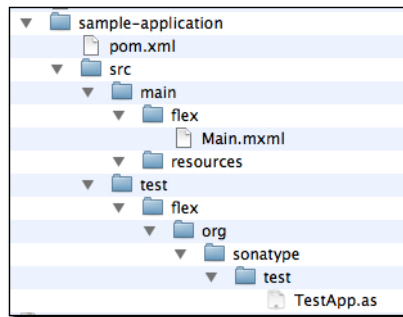 sample-application
pom.xml
src
main
flex
Main.mxml
resources
test
flex
org
sonatype
test
TestApp.as